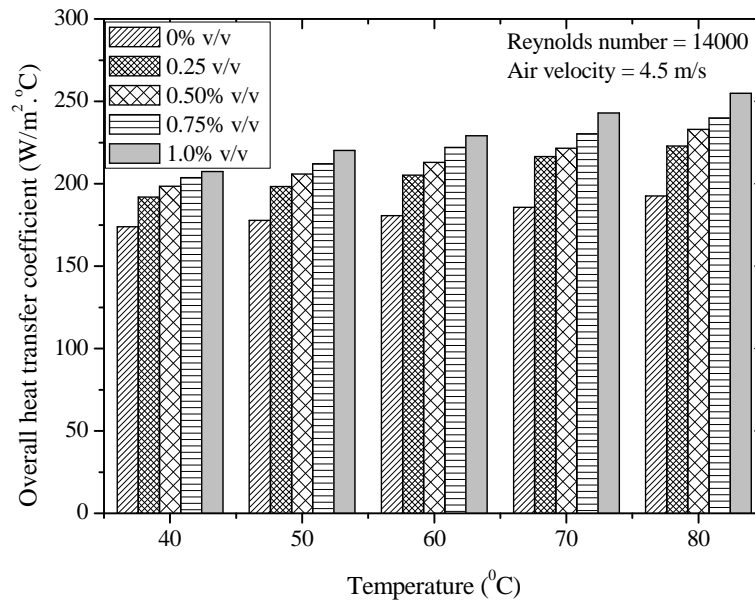 300
250
200
150
100
50
0
Overall heat transfer coefficient (W/m².⁰C)
0% v/v
0.25 v/v
0.50% v/v
0.75% v/v
1.0% v/v
Reynolds number = 14000
Air velocity = 4.5 m/s
40 50 60 70 80
Temperature (⁰C)